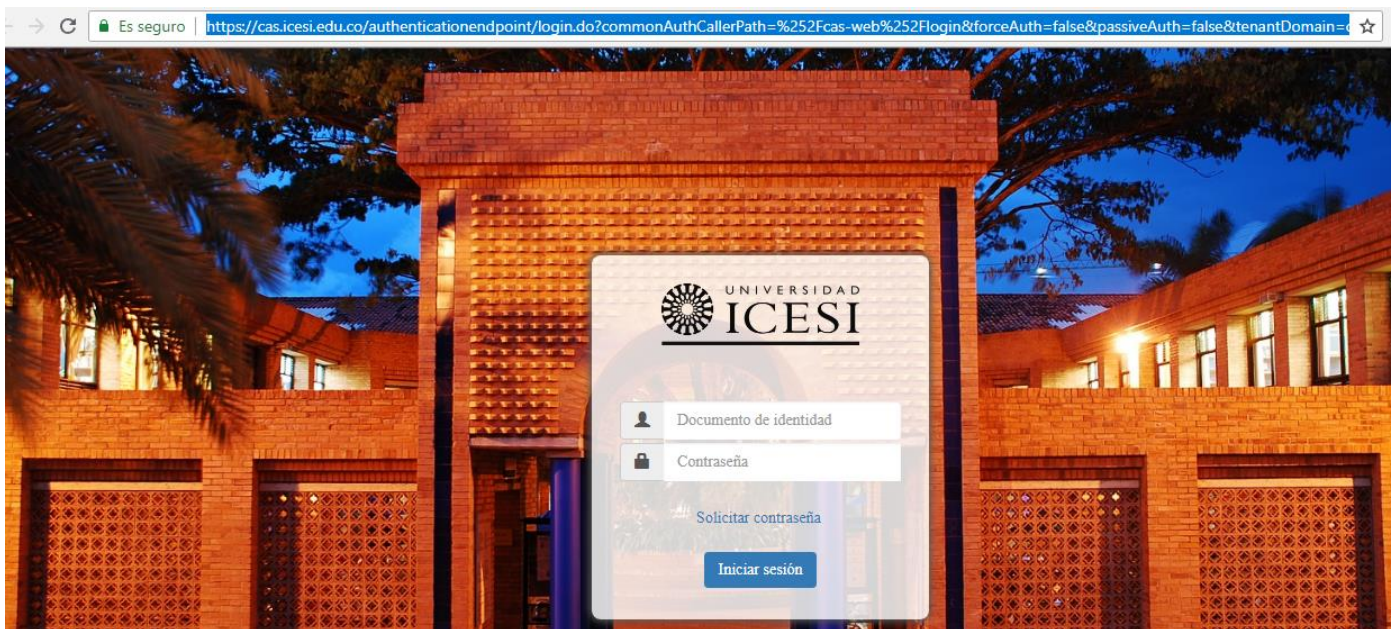 Es seguro | https://cas.icesi.edu.co/authenticationendpoint/login.do?commonAuthCallerPath=%252Fcas-web%252Flogin&forceAuth=false&passiveAuth=false&tenantDomain=
UNIVERSIDAD
ICESI
Documento de identidad
Contraseña
Solicitar contraseña
Iniciar sesión